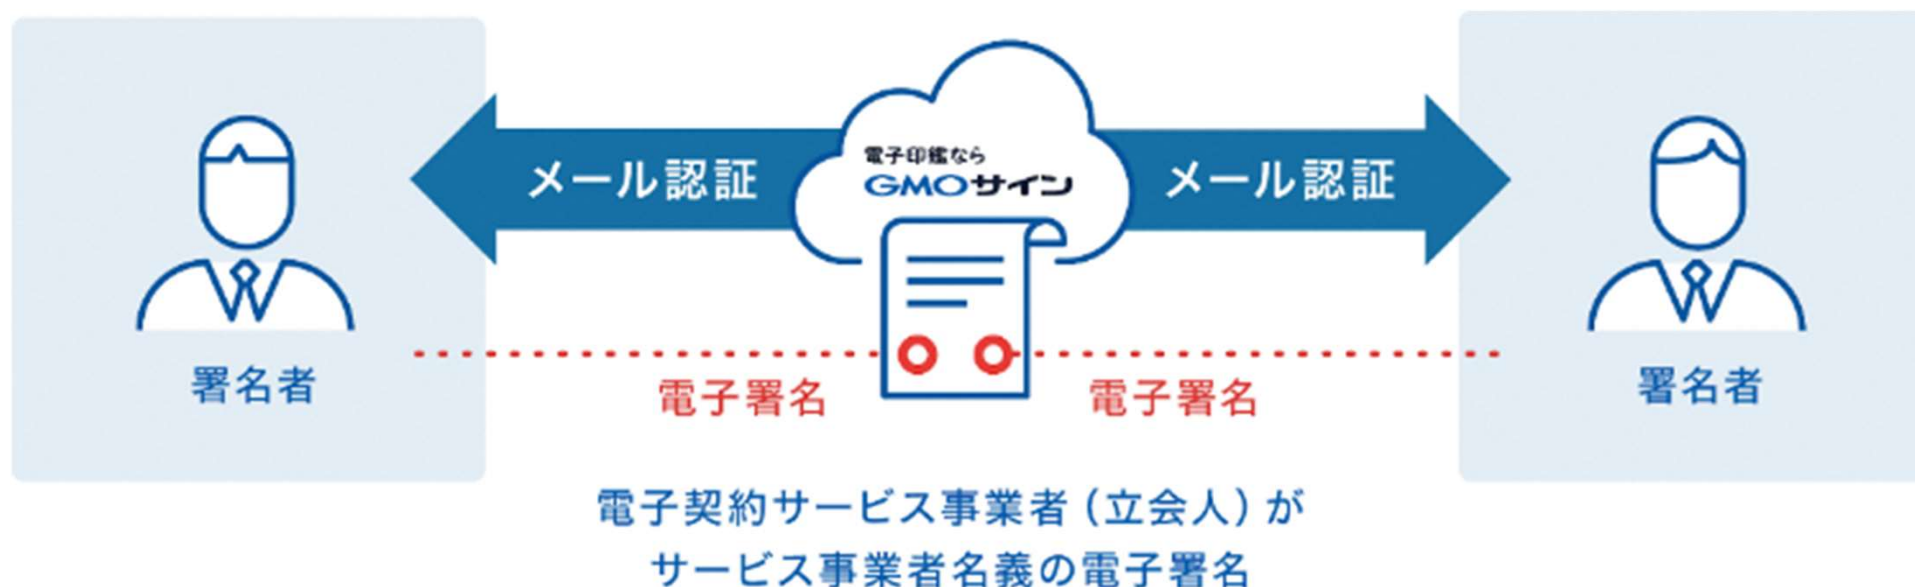 電子印鑑なら
GMOサイン
メール認証
メール認証
署名者
電子署名
電子署名
署名者
電子契約サービス事業者（立会人）が
サービス事業者名義の電子署名